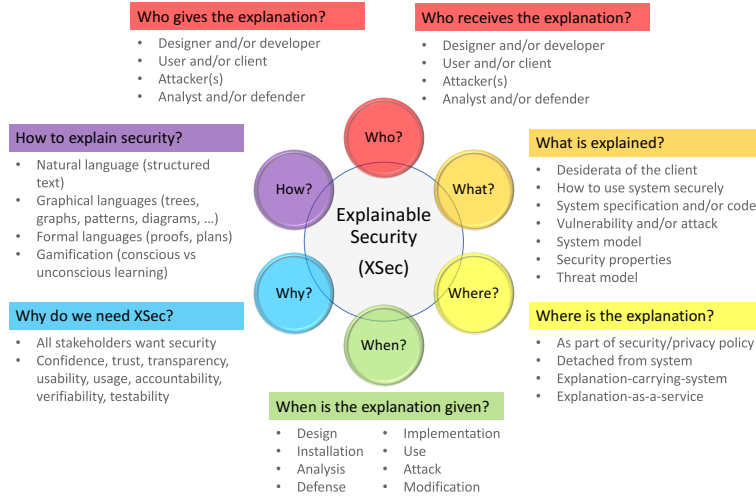 Who gives the explanation?
• Designer and/or developer
• User and/or client
• Attacker(s)
• Analyst and/or defender
Who receives the explanation?
• Designer and/or developer
• User and/or client
• Attacker(s)
• Analyst and/or defender
How to explain security?
• Natural language (structured
text)
• Graphical languages (trees,
graphs, patterns, diagrams, …)
• Formal languages (proofs, plans)
• Gamification (conscious vs
unconscious learning)
Who?
How?
What?
Explainable
Security
(XSec)
Why?
Where?
When?
What is explained?
• Desiderata of the client
• How to use system securely
• System specification and/or code
• Vulnerability and/or attack
• System model
• Security properties
• Threat model
Why do we need XSec?
• All stakeholders want security
• Confidence, trust, transparency,
usability, usage, accountability,
verifiability, testability
Where is the explanation?
• As part of security/privacy policy
• Detached from system
• Explanation-carrying-system
• Explanation-as-a-service
When is the explanation given?
• Design
• Installation
• Analysis
• Defense
• Implementation
• Use
• Attack
• Modification